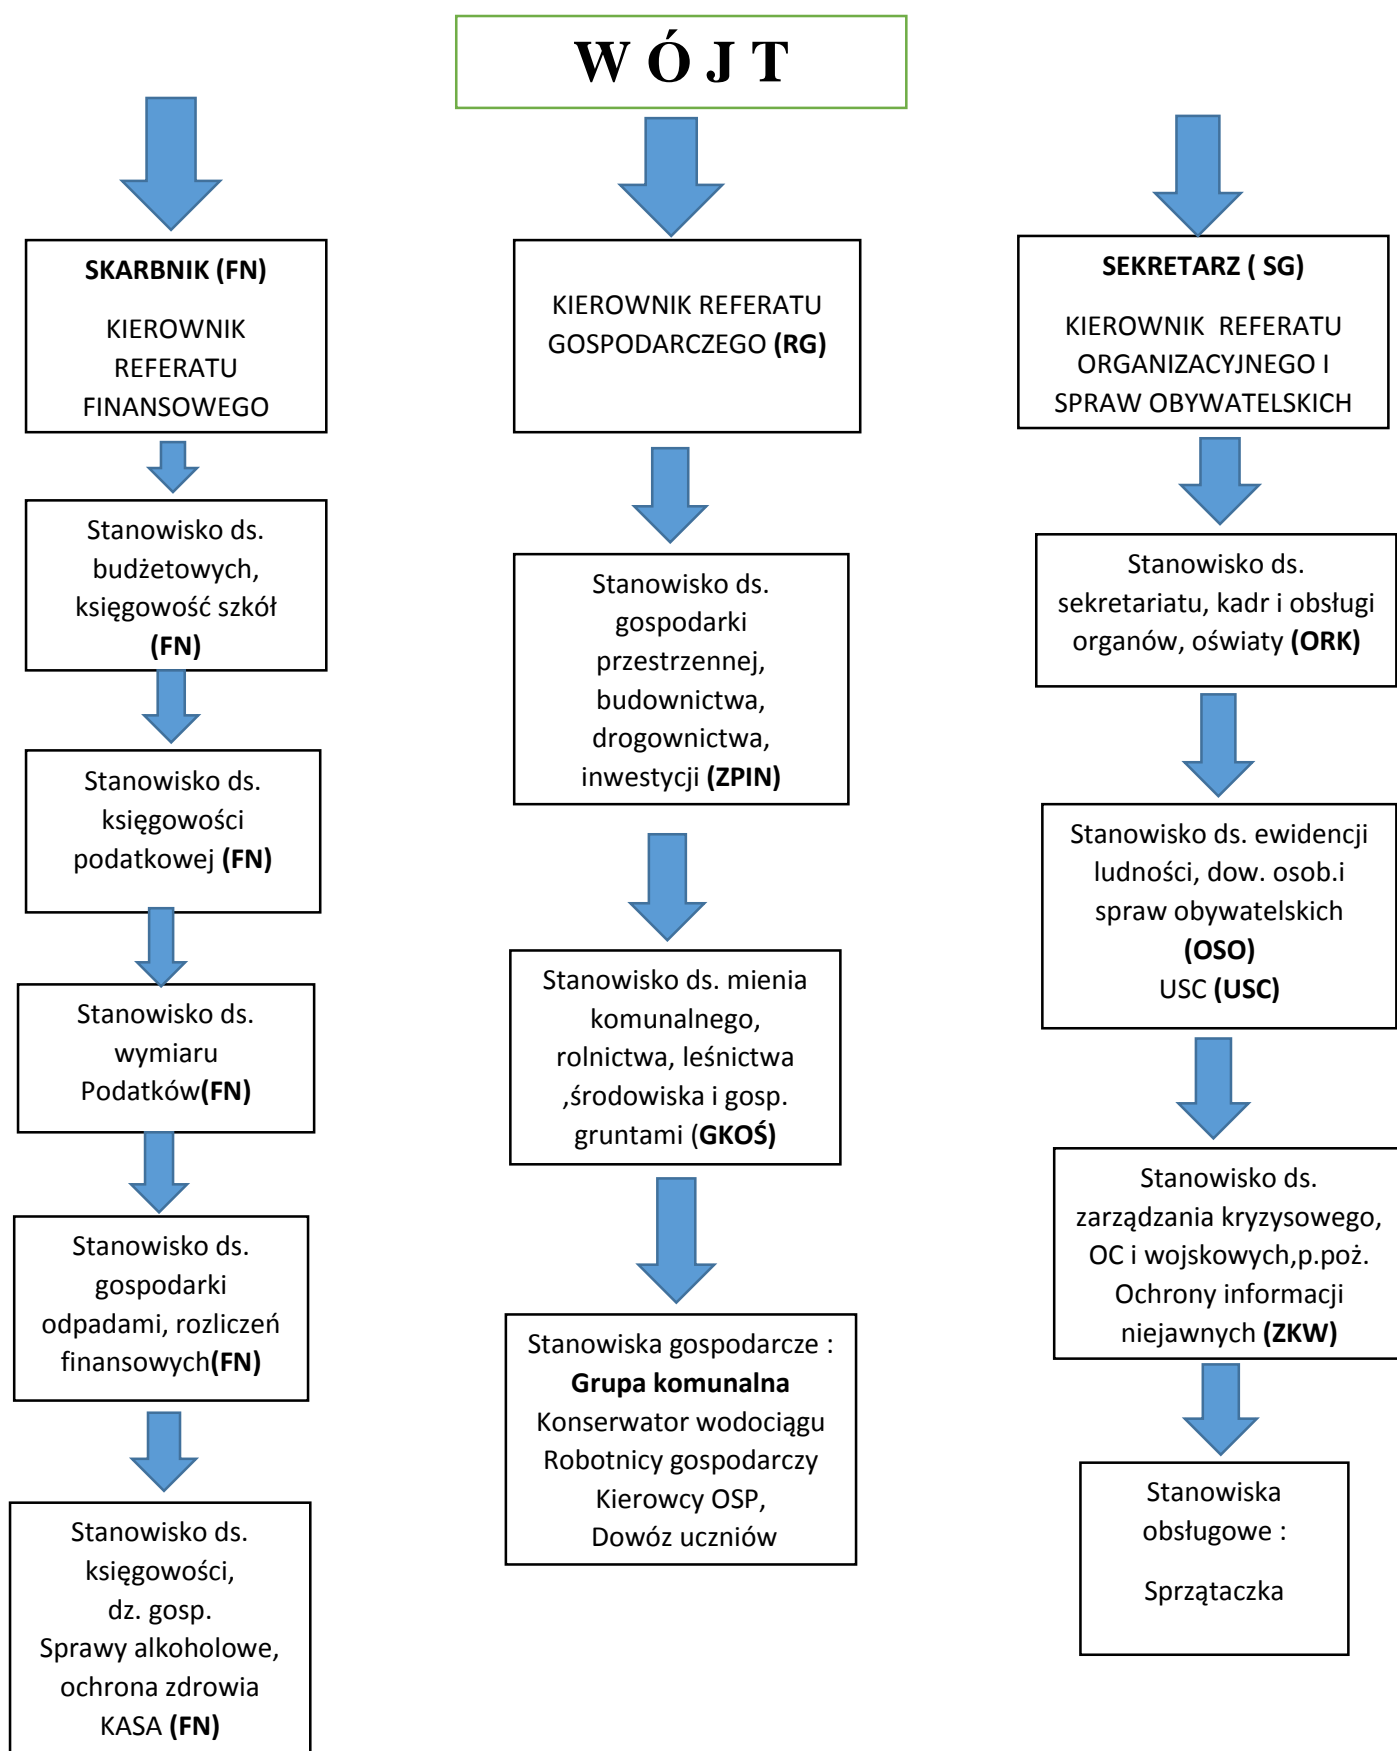 W Ó J T
SKARBNIK (FN)
KIEROWNIK
REFERATU
FINANSOWEGO
Stanowisko ds.
budżetowych,
księgowość szkół
(FN)
Stanowisko ds.
księgowości
podatkowej (FN)
Stanowisko ds.
wymiaru
Podatków(FN)
Stanowisko ds.
gospodarki
odpadami, rozliczeń
finansowych(FN)
Stanowisko ds.
księgowości,
dz. gosp.
Sprawy alkoholowe,
ochrona zdrowia
KASA (FN)
KIEROWNIK REFERATU
GOSPODARCZEGO (RG)
Stanowisko ds.
gospodarki
przestrzennej,
budownictwa,
drogownictwa,
inwestycji (ZPIN)
Stanowisko ds. mienia
komunalnego,
rolnictwa, leśnictwa
,środowiska i gosp.
gruntami (GKOŚ)
Stanowiska gospodarcze :
Grupa komunalna
Konserwator wodociągu
Robotnicy gospodarczy
Kierowcy OSP,
Dowóz uczniów
SEKRETARZ ( SG)
KIEROWNIK  REFERATU
ORGANIZACYJNEGO I
SPRAW OBYWATELSKICH
Stanowisko ds.
sekretariatu, kadr i obsługi
organów, oświaty (ORK)
Stanowisko ds. ewidencji
ludności, dow. osob.i
spraw obywatelskich
(OSO)
USC (USC)
Stanowisko ds.
zarządzania kryzysowego,
OC i wojskowych,p.poż.
Ochrony informacji
niejawnych (ZKW)
Stanowiska
obsługowe :
Sprzątaczka